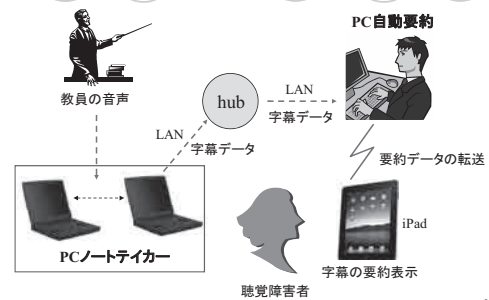 PC自動要約
教員の音声
hub
LAN
字幕データ
LAN
字幕データ
要約データの転送
iPad
PCノートテイカー
字幕の要約表示
聴覚障害者